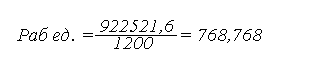 Раб ед. = 922521,6 / 1200 = 768,768